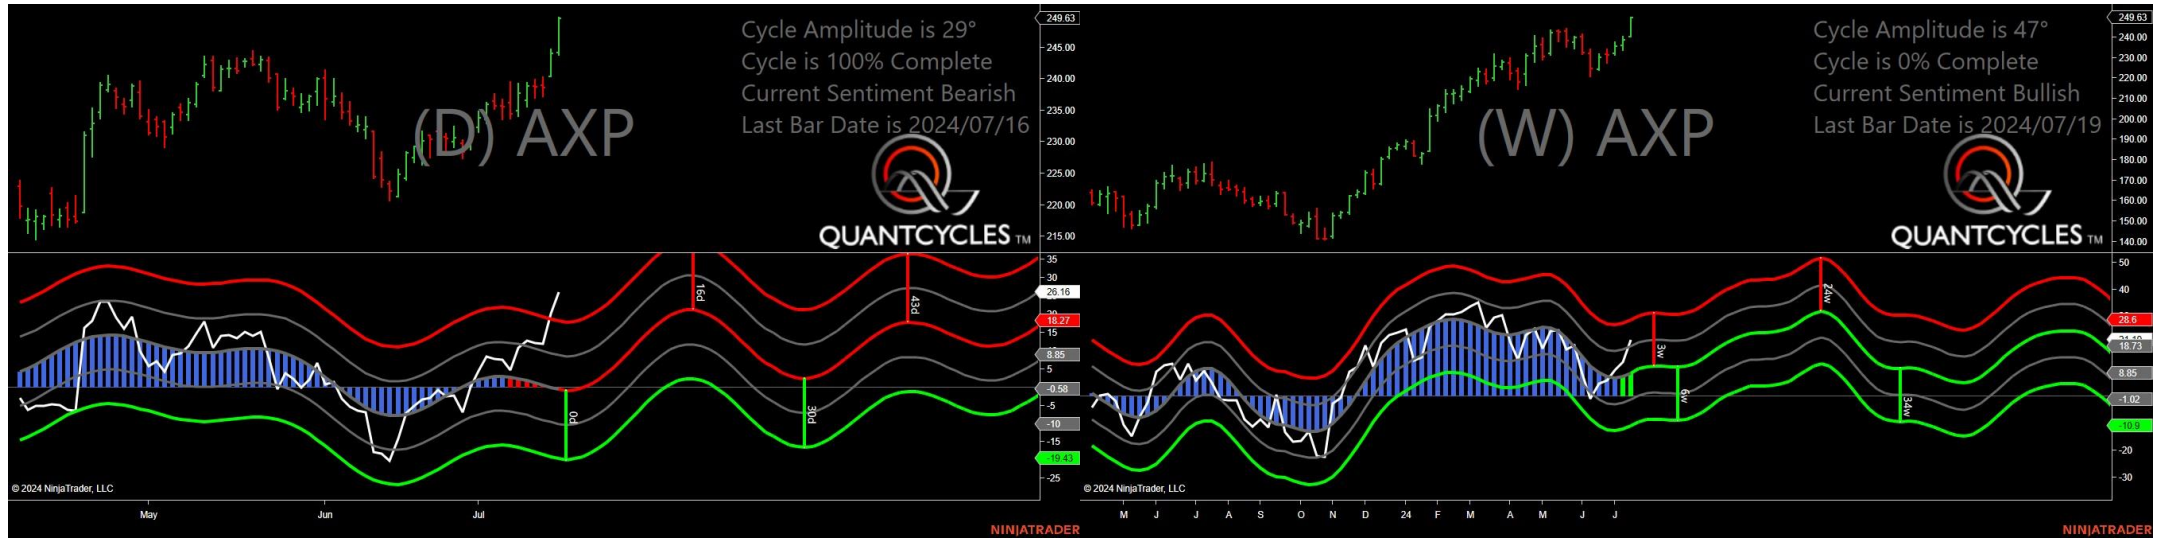 Cycle Amplitude is 29°
Cycle is 100% Complete
Current Sentiment Bearish
Last Bar Date is 2024/07/16
(D) AXP
QUANTCYCLES TM
249.63
245.00
240.00
235.00
230.00
225.00
220.00
215.00
35
30
26.16
18.27
15
8.85
5
-0.58
-5
-10
-15
-19.43
-25
16d
43d
0d
30d
© 2024 NinjaTrader, LLC
May
Jun
Jul
NINJATRADER
Cycle Amplitude is 47°
Cycle is 0% Complete
Current Sentiment Bullish
Last Bar Date is 2024/07/19
(W) AXP
QUANTCYCLES TM
249.63
240.00
230.00
220.00
210.00
200.00
190.00
180.00
170.00
160.00
150.00
140.00
50
40
28.6
18.73
8.85
-1.02
-10.9
-20
-30
24w
3w
6w
34w
© 2024 NinjaTrader, LLC
M J J A S O N D 24 F M A M J J
NINJATRADER